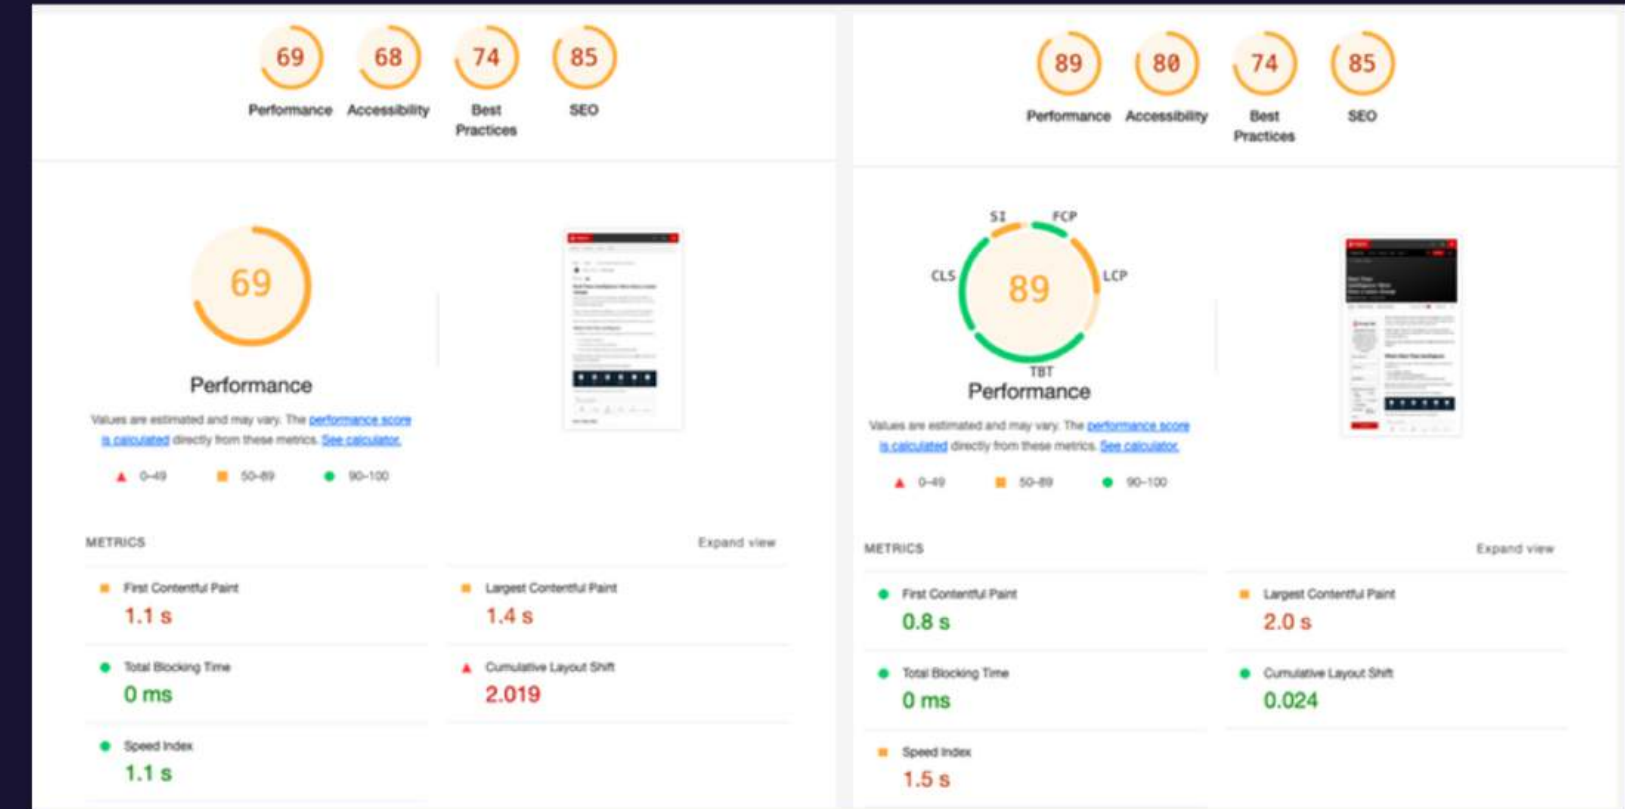 69 68 74 85
Performance Accessibility Best Practices SEO
69
Performance
Values are estimated and may vary. The performance score
is calculated directly from these metrics. See calculator.
0–49 50–89 90–100
METRICS Expand view
First Contentful Paint
1.1 s
Largest Contentful Paint
1.4 s
Total Blocking Time
0 ms
Cumulative Layout Shift
2.019
Speed Index
1.1 s
89 80 74 85
Performance Accessibility Best Practices SEO
SI FCP
CLS LCP
89
TBT
Performance
Values are estimated and may vary. The performance score
is calculated directly from these metrics. See calculator.
0–49 50–89 90–100
METRICS Expand view
First Contentful Paint
0.8 s
Largest Contentful Paint
2.0 s
Total Blocking Time
0 ms
Cumulative Layout Shift
0.024
Speed Index
1.5 s